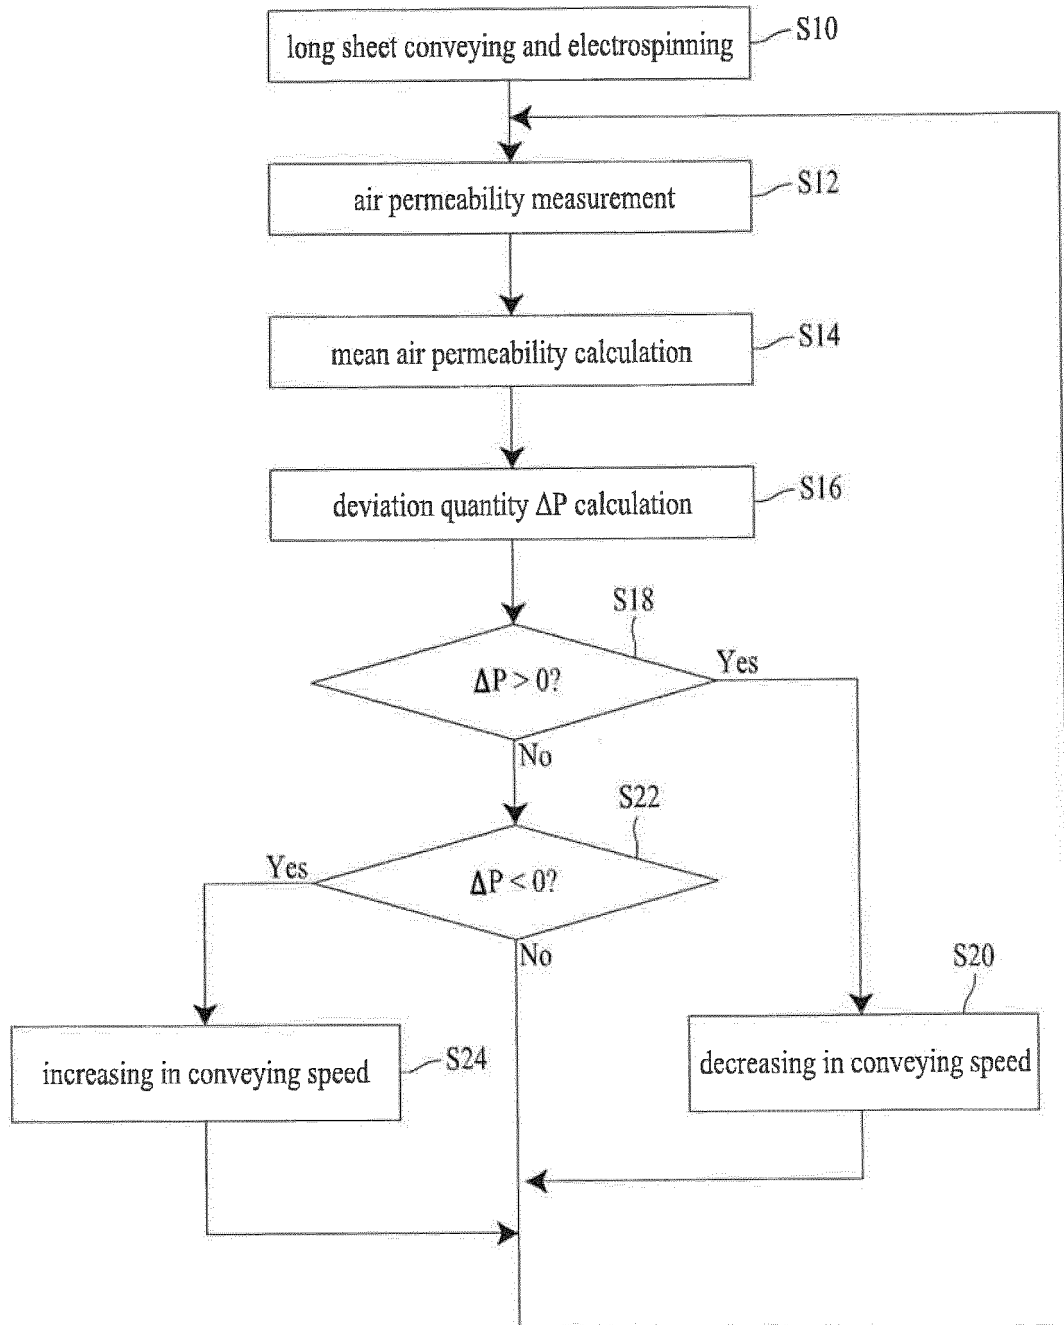 long sheet conveying and electrospinning
S10
air permeability measurement
S12
mean air permeability calculation
S14
deviation quantity ΔP calculation
S16
S18
ΔP > 0?
Yes
No
S22
ΔP < 0?
Yes
No
S20
increasing in conveying speed
S24
decreasing in conveying speed